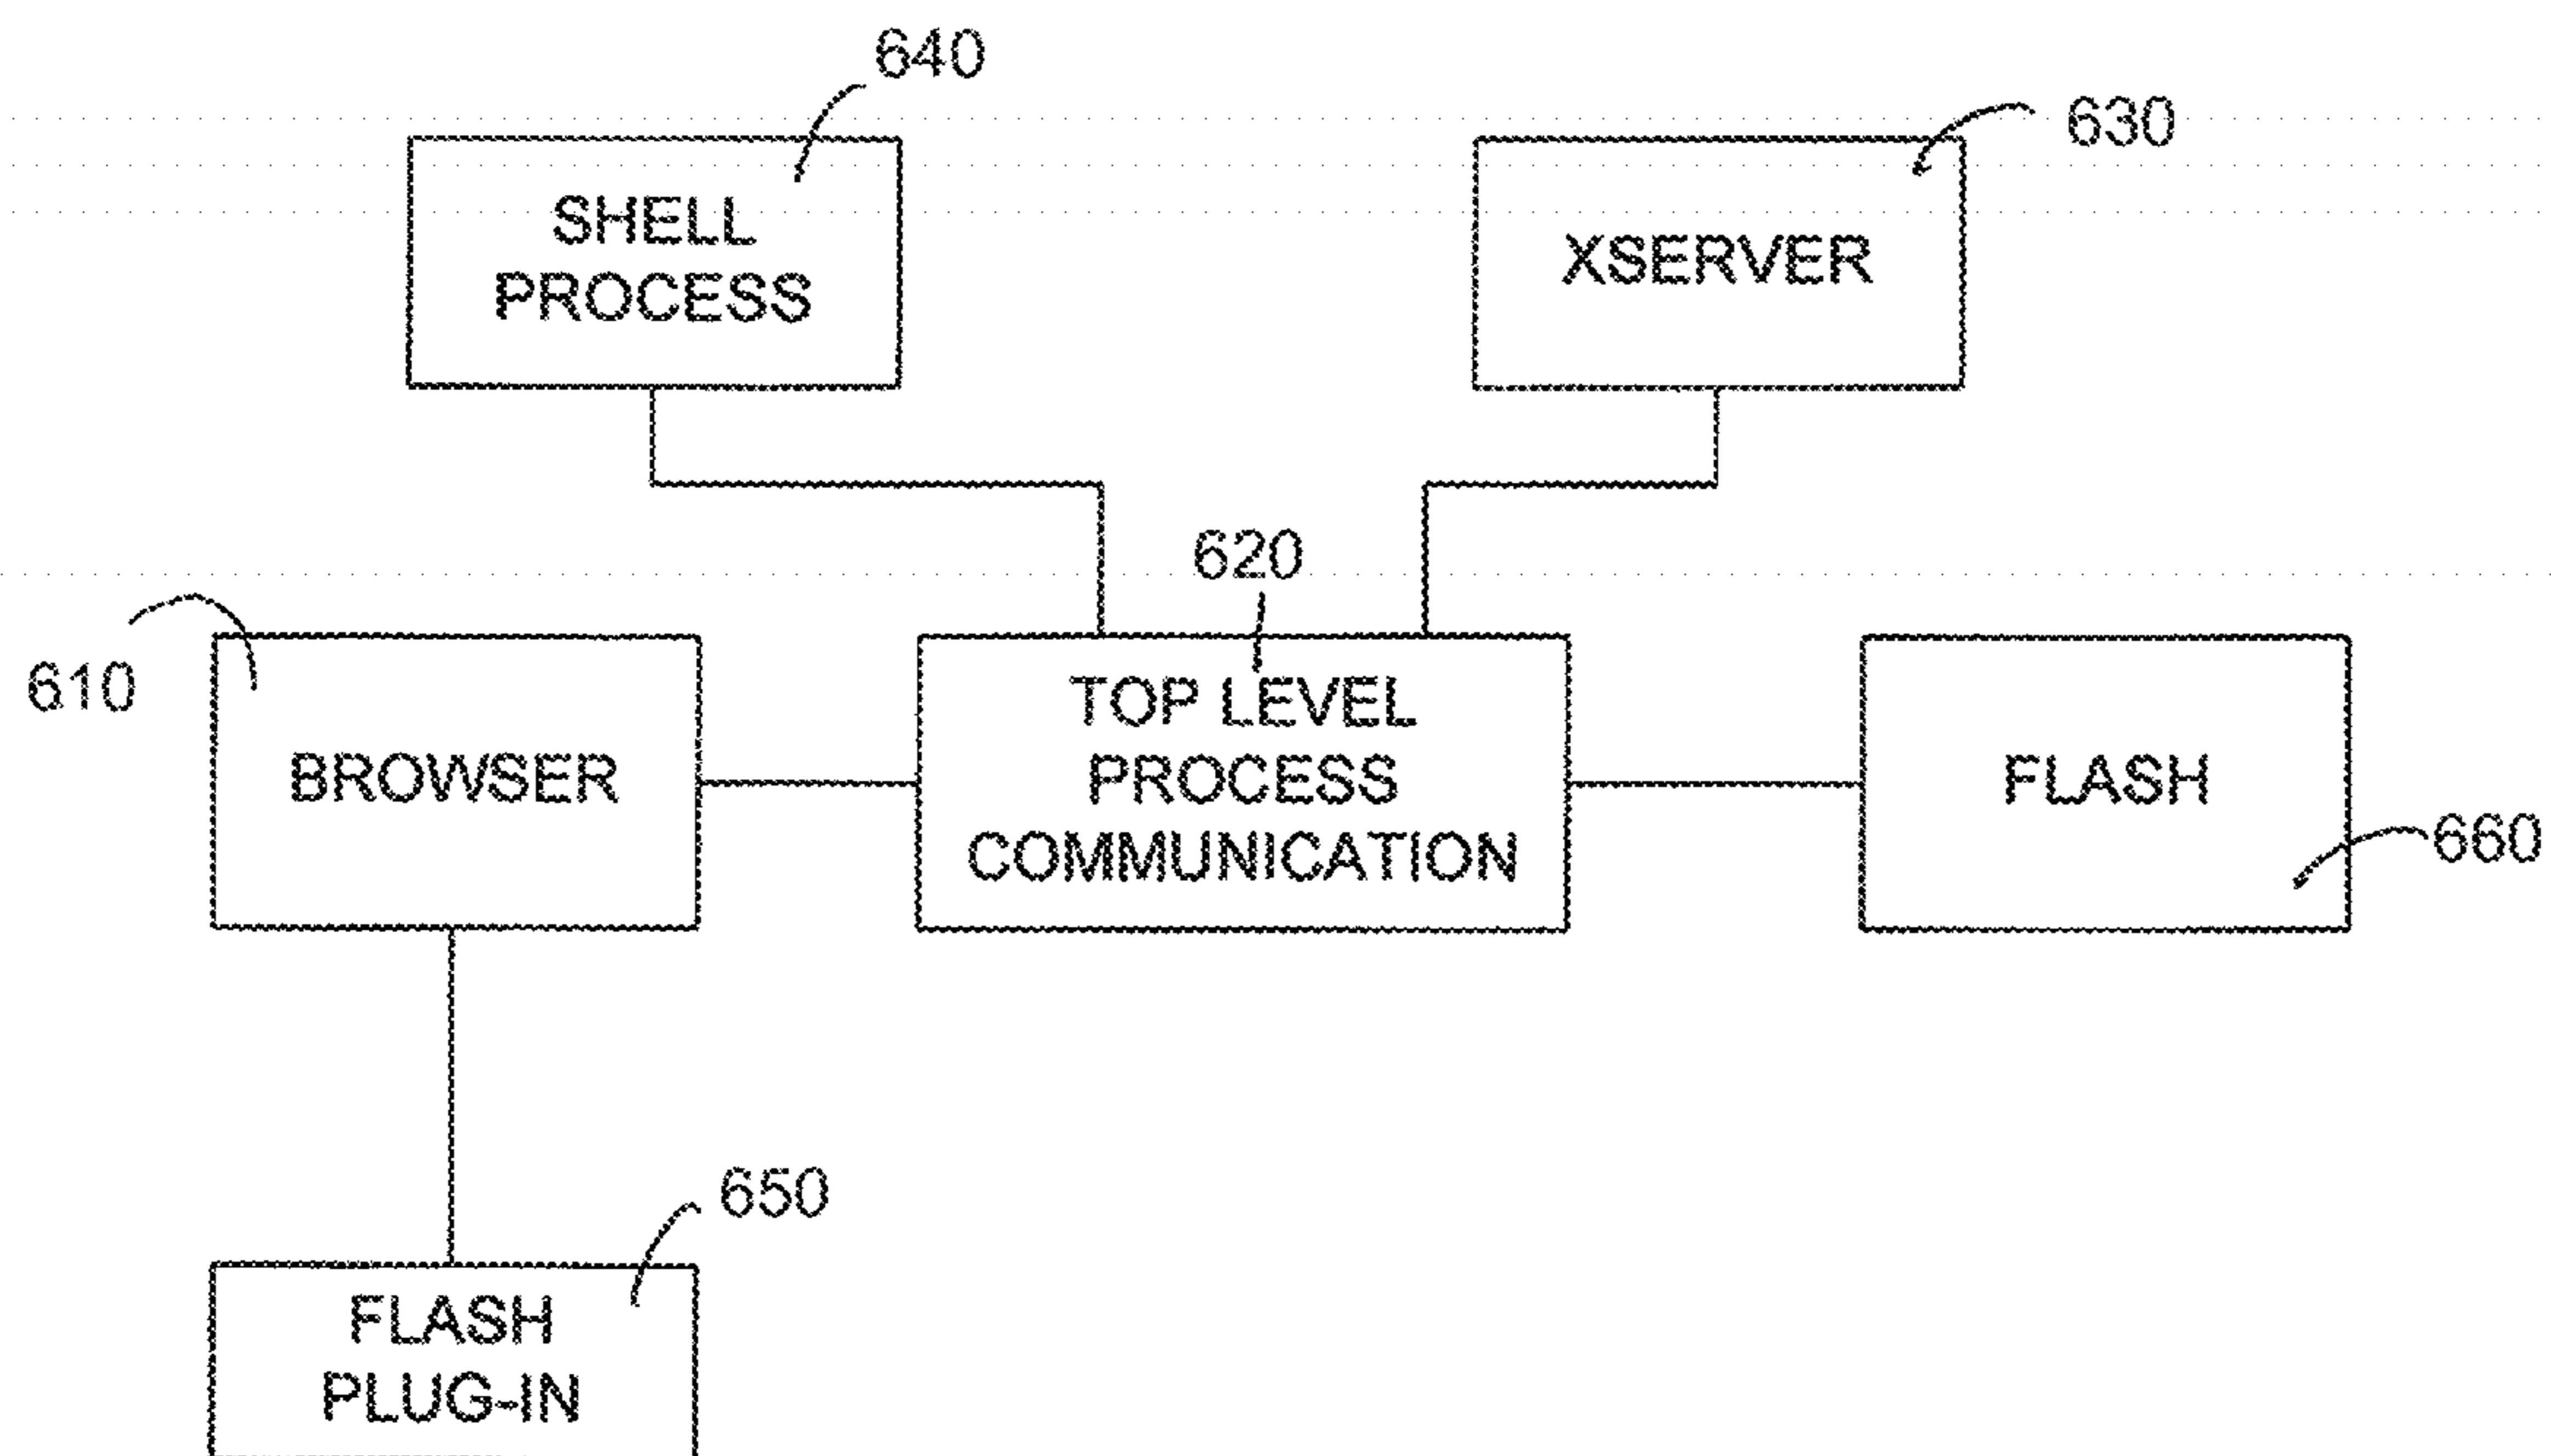 640
630
SHELL
PROCESS
XSERVER
620
610
BROWSER
TOP LEVEL
PROCESS
COMMUNICATION
FLASH
660
650
FLASH
PLUG-IN